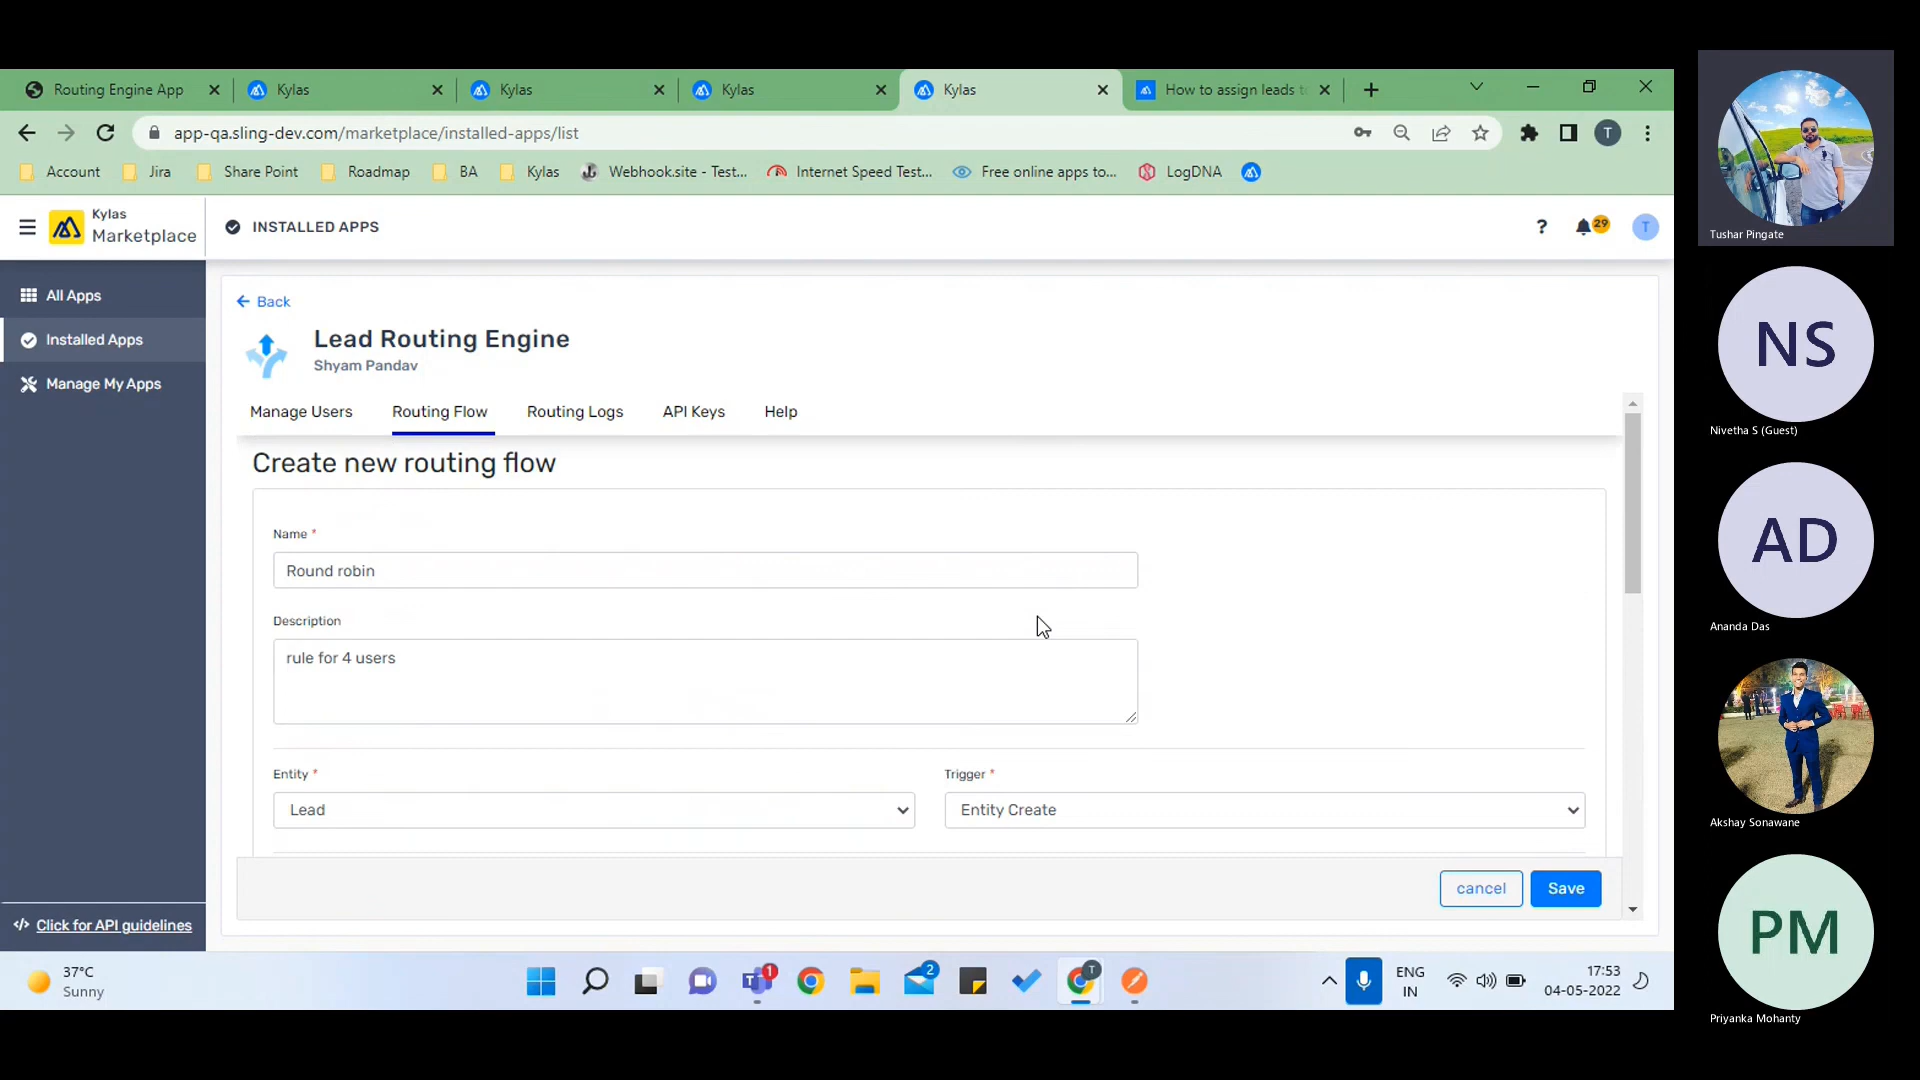 Routing Engine App
Kylas
Kylas
Kylas
Kylas
How to assign leads t
app-qa.sling-dev.com/marketplace/installed-apps/list
T
Account
Jira
Share Point
Roadmap
BA
Kylas
Webhook.site - Test...
Internet Speed Test...
Free online apps to...
LogDNA
Kylas
Marketplace
INSTALLED APPS
?
29
T
All Apps
Installed Apps
Manage My Apps
Click for API guidelines
Back
Lead Routing Engine
Shyam Pandav
Manage Users
Routing Flow
Routing Logs
API Keys
Help
Create new routing flow
Name *
Round robin
Description
rule for 4 users
Entity *
Lead
Trigger *
Entity Create
cancel
Save
37°C
Sunny
1
2
T
ENG
IN
17:53
04-05-2022
Tushar Pingate
NS
Nivetha S (Guest)
AD
Ananda Das
Akshay Sonawane
PM
Priyanka Mohanty